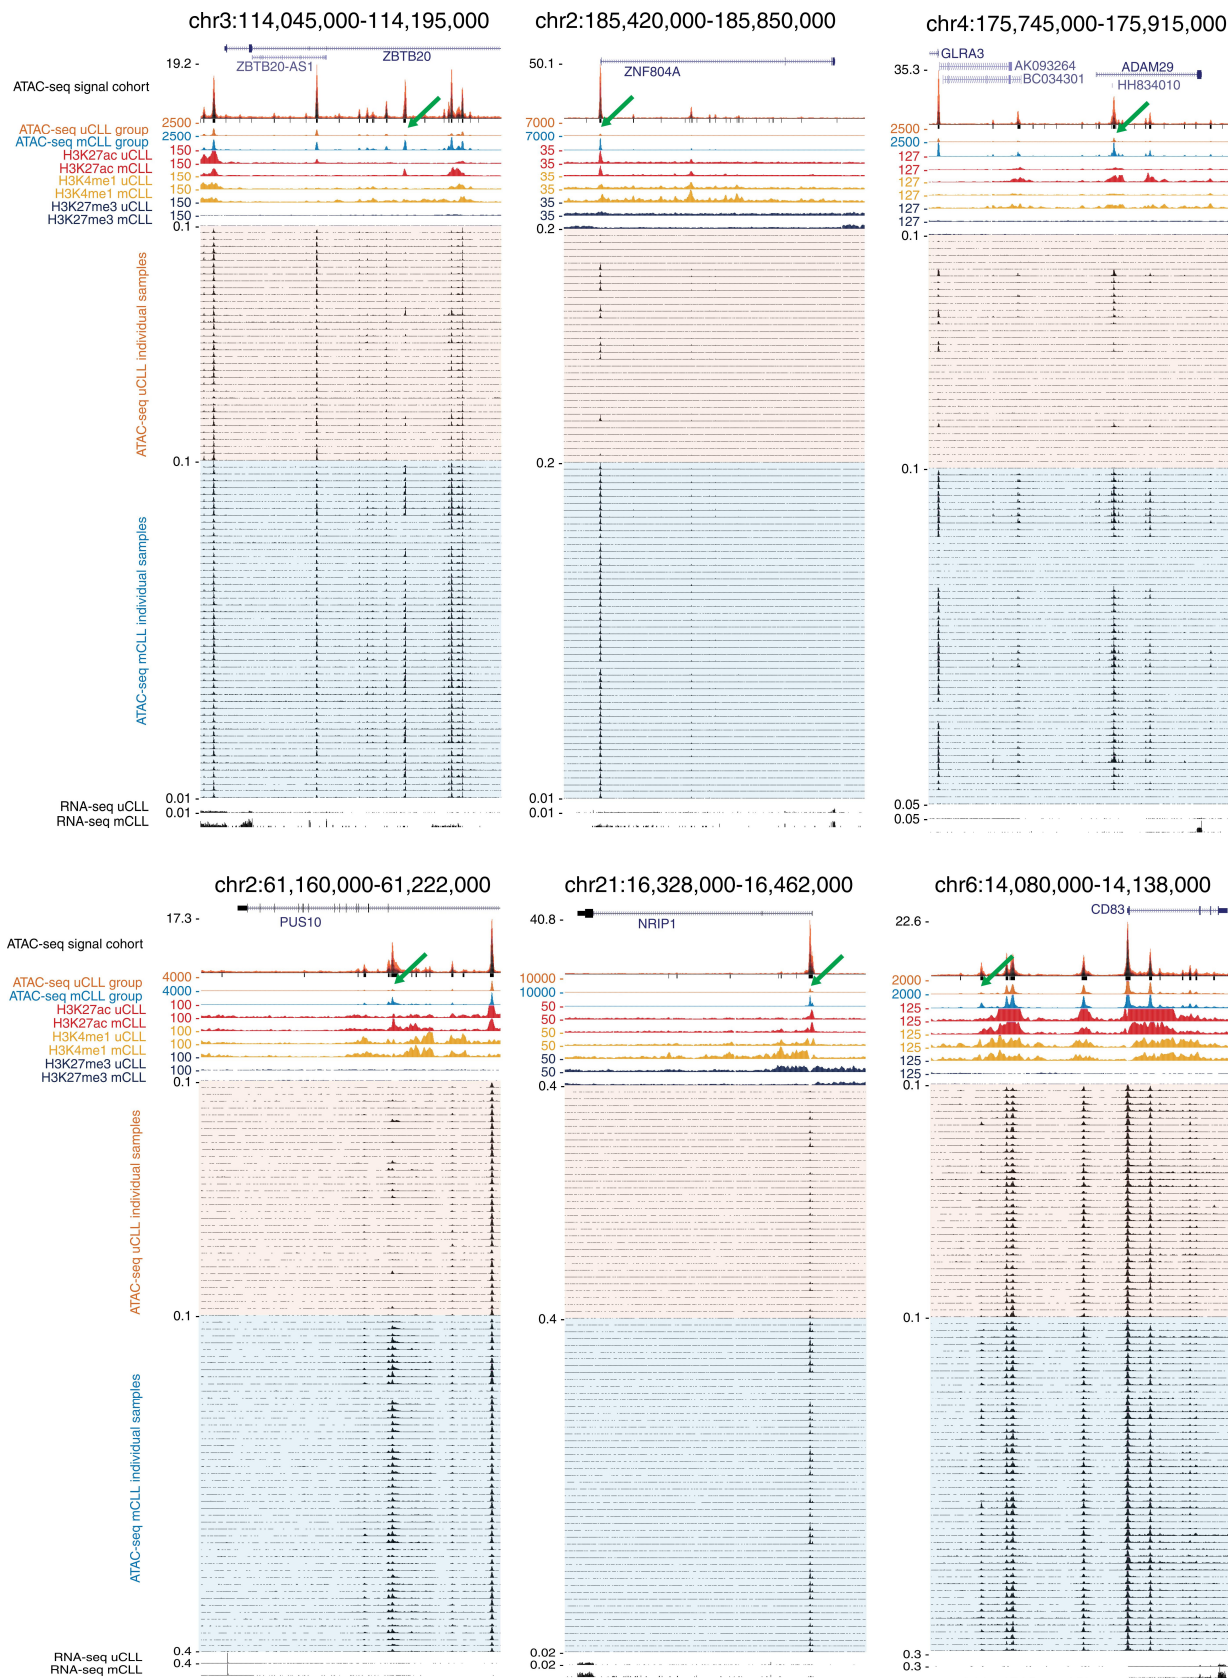 chr3:114,045,000-114,195,000
chr2:185,420,000-185,850,000
chr4:175,745,000-175,915,000
ZBTB20
ZBTB20-AS1
ZNF804A
GLRA3
AK093264
BC034301
ADAM29
HH834010
19.2
50.1
35.3
ATAC-seq signal cohort
2500
7000
2500
ATAC-seq uCLL group
2500
7000
2500
ATAC-seq mCLL group
150
35
127
H3K27ac uCLL
150
35
127
H3K27ac mCLL
150
35
127
H3K4me1 uCLL
150
35
127
H3K4me1 mCLL
150
35
127
H3K27me3 uCLL
150
35
127
H3K27me3 mCLL
0.1
0.2
0.1
ATAC-seq uCLL individual samples
0.1
0.2
0.1
ATAC-seq mCLL individual samples
0.01
0.01
0.05
RNA-seq uCLL
0.01
0.01
0.05
RNA-seq mCLL
chr2:61,160,000-61,222,000
chr21:16,328,000-16,462,000
chr6:14,080,000-14,138,000
PUS10
NRIP1
CD83
17.3
40.8
22.6
ATAC-seq signal cohort
4000
10000
2000
ATAC-seq uCLL group
4000
10000
2000
ATAC-seq mCLL group
100
50
125
H3K27ac uCLL
100
50
125
H3K27ac mCLL
100
50
125
H3K4me1 uCLL
100
50
125
H3K4me1 mCLL
100
50
125
H3K27me3 uCLL
100
50
125
H3K27me3 mCLL
0.1
0.4
0.1
ATAC-seq uCLL individual samples
0.1
0.4
0.1
ATAC-seq mCLL individual samples
0.4
0.02
0.3
RNA-seq uCLL
0.4
0.02
0.3
RNA-seq mCLL